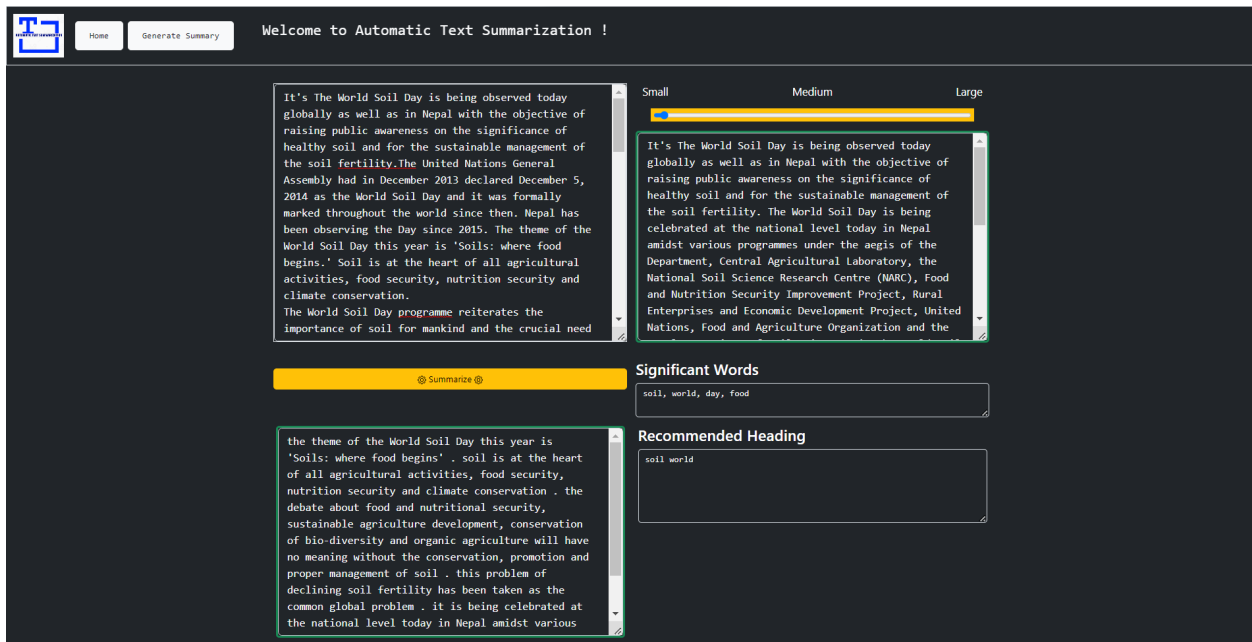 Home
Generate Summary
Welcome to Automatic Text Summarization !
It's The World Soil Day is being observed today
globally as well as in Nepal with the objective of
raising public awareness on the significance of
healthy soil and for the sustainable management of
the soil fertility.The United Nations General
Assembly had in December 2013 declared December 5,
2014 as the World Soil Day and it was formally
marked throughout the world since then. Nepal has
been observing the Day since 2015. The theme of the
World Soil Day this year is 'Soils: where food
begins.' Soil is at the heart of all agricultural
activities, food security, nutrition security and
climate conservation.
The World Soil Day programme reiterates the
importance of soil for mankind and the crucial need
Small
Medium
Large
It's The World Soil Day is being observed today
globally as well as in Nepal with the objective of
raising public awareness on the significance of
healthy soil and for the sustainable management of
the soil fertility. The World Soil Day is being
celebrated at the national level today in Nepal
amidst various programmes under the aegis of the
Department, Central Agricultural Laboratory, the
National Soil Science Research Centre (NARC), Food
and Nutrition Security Improvement Project, Rural
Enterprises and Economic Development Project, United
Nations, Food and Agriculture Organization and the
Summarize
Significant Words
soil, world, day, food
Recommended Heading
soil world
the theme of the World Soil Day this year is
'Soils: where food begins' . soil is at the heart
of all agricultural activities, food security,
nutrition security and climate conservation . the
debate about food and nutritional security,
sustainable agriculture development, conservation
of bio-diversity and organic agriculture will have
no meaning without the conservation, promotion and
proper management of soil . this problem of
declining soil fertility has been taken as the
common global problem . it is being celebrated at
the national level today in Nepal amidst various